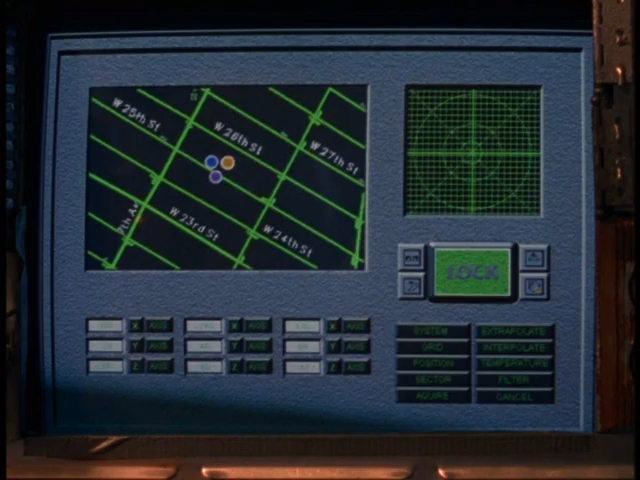 W 25th St
W 26th St
W 27th St
7th Av
W 23rd St
W 24th St
LOCK
X AXIS X AXIS X AXIS
Y AXIS Y AXIS Y AXIS
Z AXIS Z AXIS Z AXIS
SYSTEM EXTRAPOLATE
GRID INTERPOLATE
POSITION TEMPERATURE
SECTOR FILTER
AQUIRE CANCEL